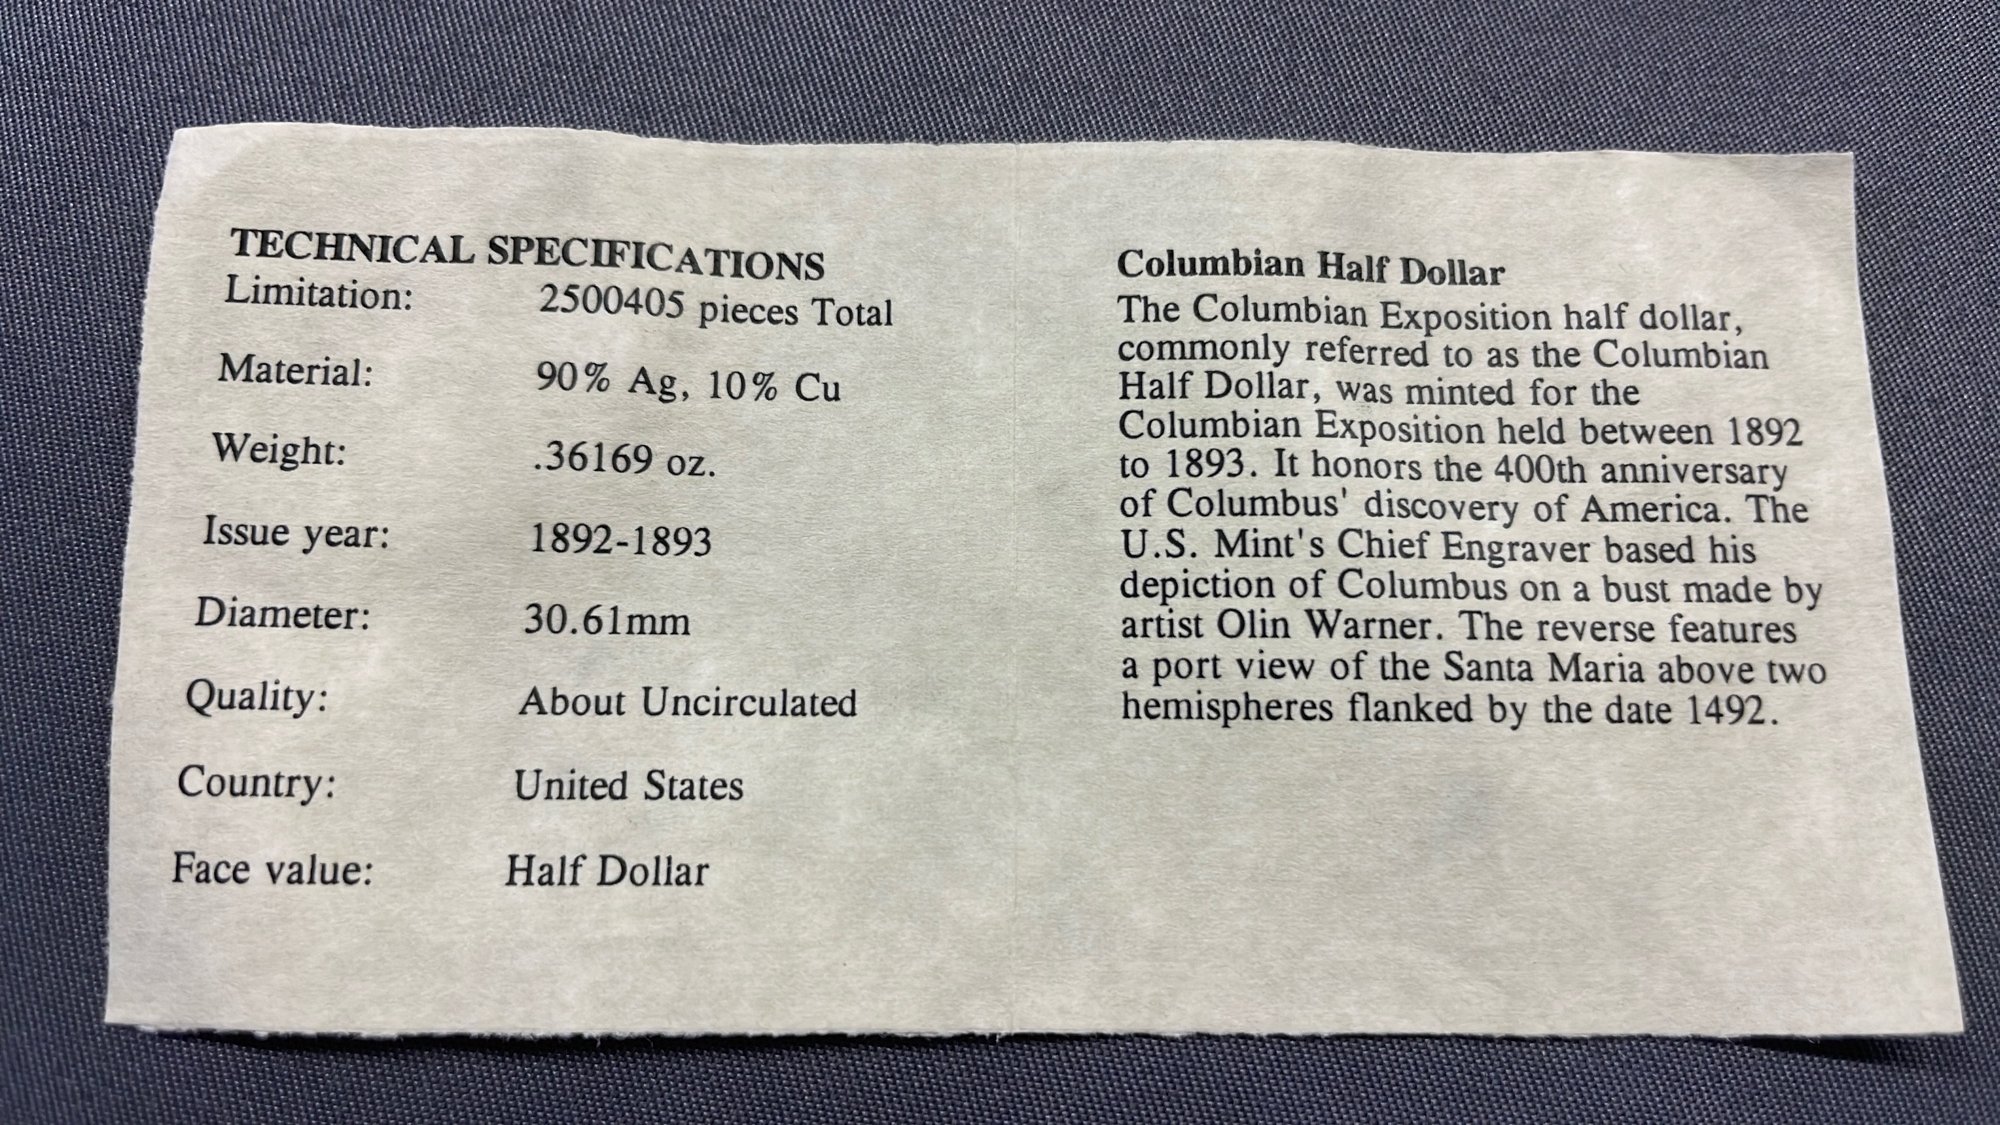 TECHNICAL SPECIFICATIONS
Limitation: 2500405 pieces Total
Material: 90% Ag, 10% Cu
Weight: .36169 oz.
Issue year: 1892-1893
Diameter: 30.61mm
Quality: About Uncirculated
Country: United States
Face value: Half Dollar
Columbian Half Dollar
The Columbian Exposition half dollar,
commonly referred to as the Columbian
Half Dollar, was minted for the
Columbian Exposition held between 1892
to 1893. It honors the 400th anniversary
of Columbus' discovery of America. The
U.S. Mint's Chief Engraver based his
depiction of Columbus on a bust made by
artist Olin Warner. The reverse features
a port view of the Santa Maria above two
hemispheres flanked by the date 1492.